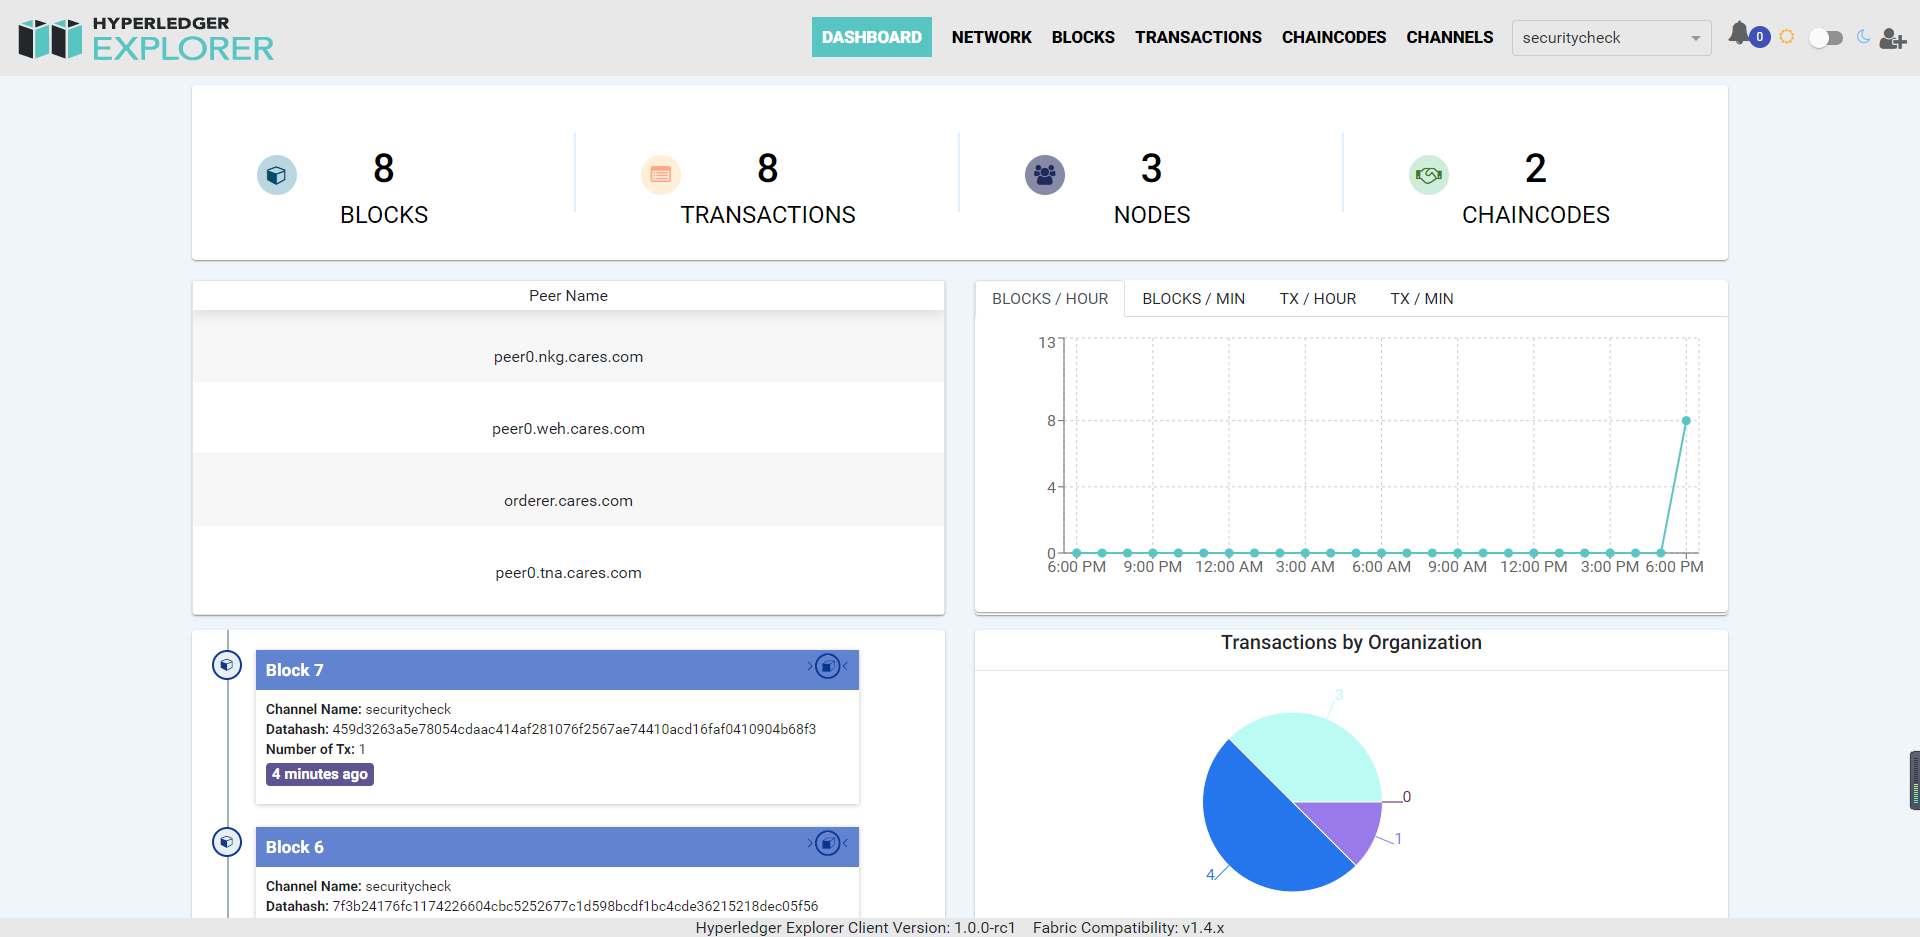 HYPERLEDGER
EXPLORER
DASHBOARD NETWORK BLOCKS TRANSACTIONS CHAINCODES CHANNELS securitycheck 0
8 8 3 2
BLOCKS TRANSACTIONS NODES CHAINCODES
Peer Name
peer0.nkg.cares.com
peer0.weh.cares.com
orderer.cares.com
peer0.tna.cares.com
BLOCKS / HOUR BLOCKS / MIN TX / HOUR TX / MIN
13
8
4
0
6:00 PM 9:00 PM 12:00 AM 3:00 AM 6:00 AM 9:00 AM 12:00 PM 3:00 PM 6:00 PM
Block 7
Channel Name: securitycheck
Datahash: 459d3263a5e78054cdaac414af281076f2567ae74410acd16faf0410904b68f3
Number of Tx: 1
4 minutes ago
Block 6
Channel Name: securitycheck
Datahash: 7f3b24176fc1174226604cbc5252677c1d598bcdf1bc4cde36215218dec05f56
Transactions by Organization
3
0
1
4
Hyperledger Explorer Client Version: 1.0.0-rc1 Fabric Compatibility: v1.4.x